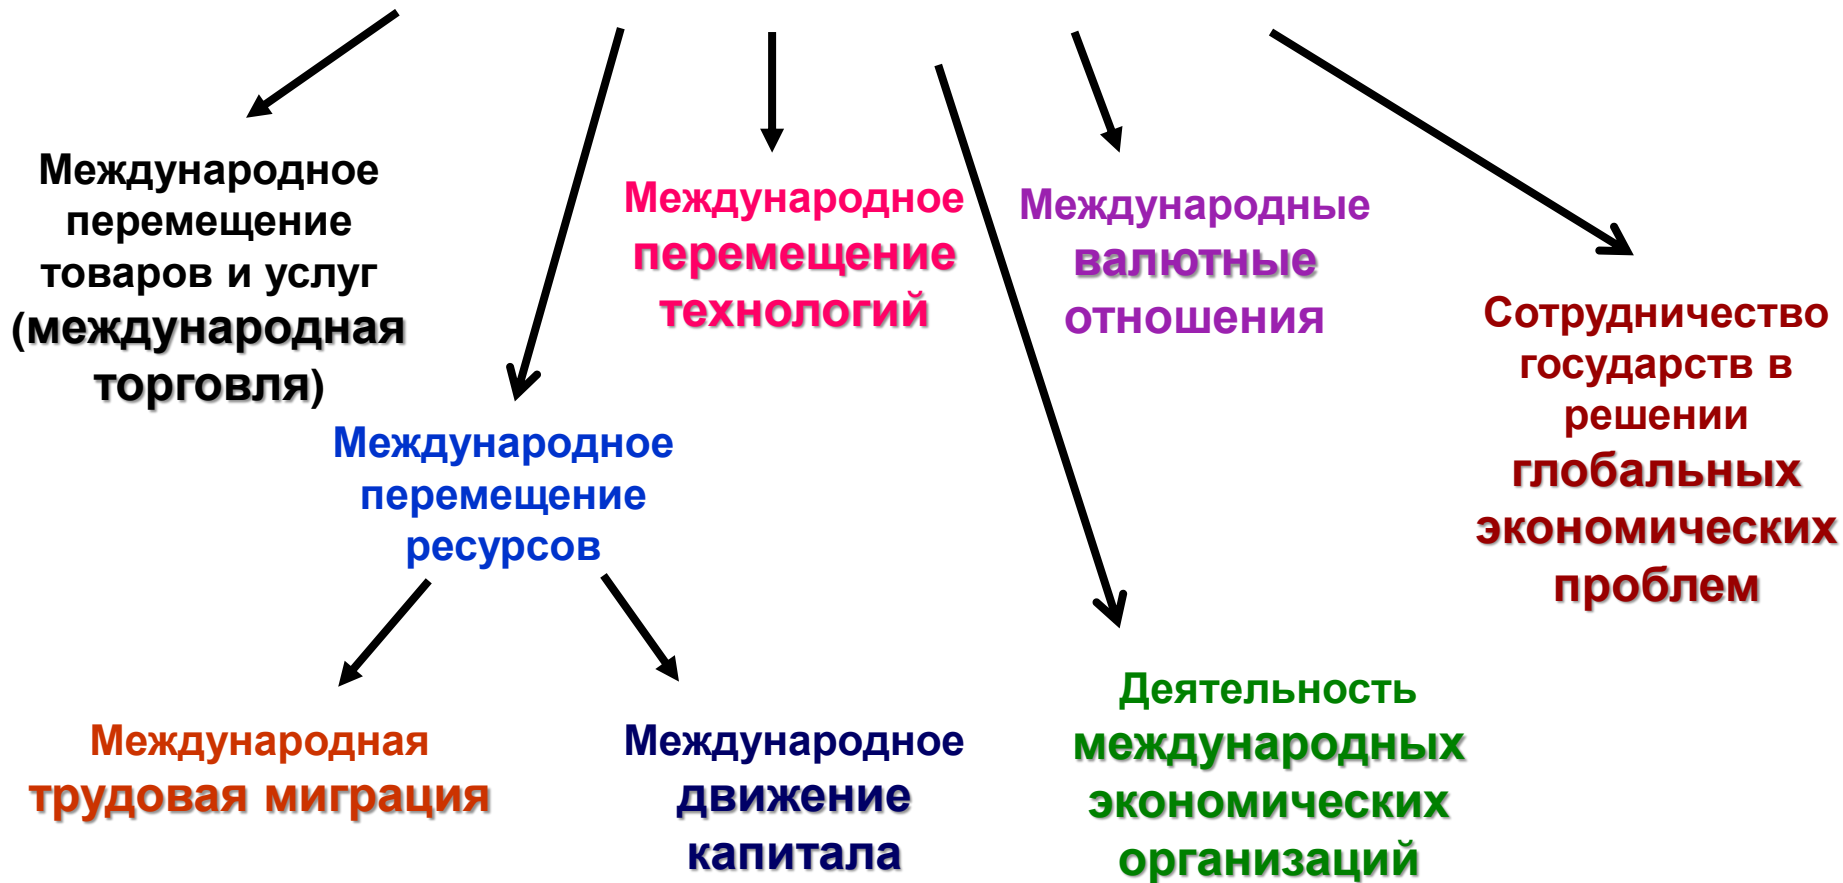 Международное
перемещение
товаров и услуг
(международная
торговля)
Международное
перемещение
технологий
Международные
валютные
отношения
Сотрудничество
государств в
решении
глобальных
экономических
проблем
Международное
перемещение
ресурсов
Международная
трудовая миграция
Международное
движение
капитала
Деятельность
международных
экономических
организаций